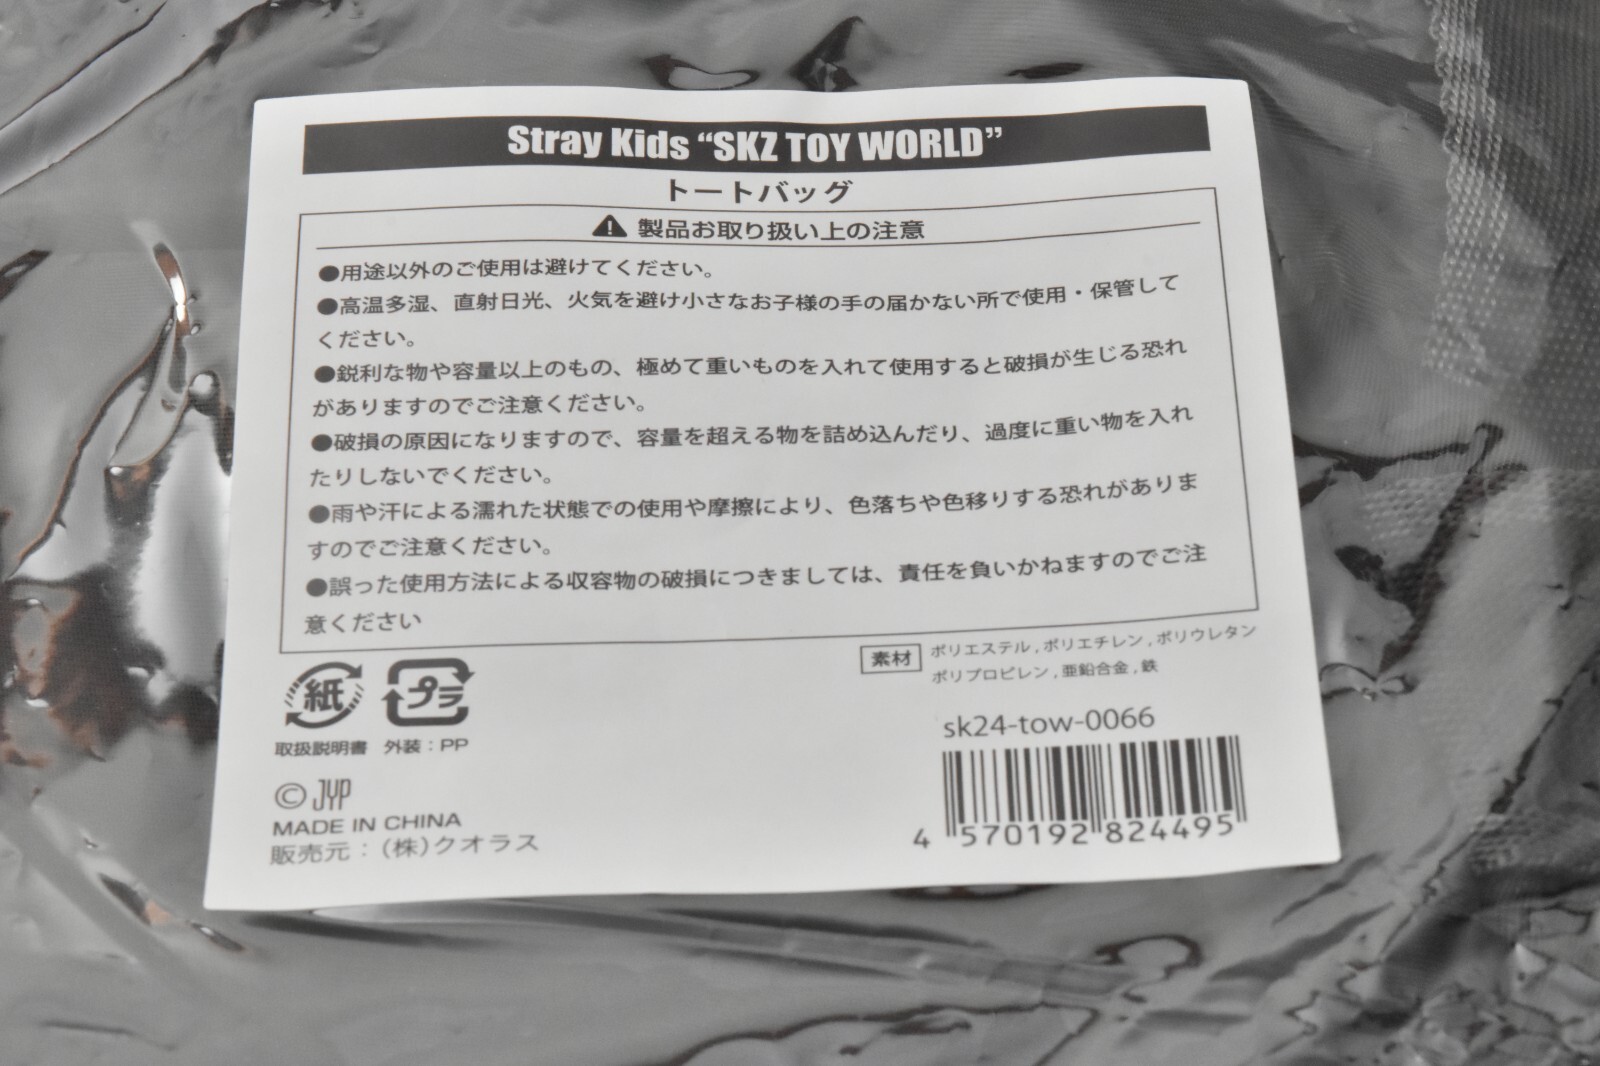 Stray Kids “SKZ TOY WORLD”
トートバッグ
製品お取り扱い上の注意
●用途以外のご使用は避けてください。
●高温多湿、直射日光、火気を避け小さなお子様の手の届かない所で使用・保管して
ください。
●鋭利な物や容量以上のもの、極めて重いものを入れて使用すると破損が生じる恐れ
がありますのでご注意ください。
●破損の原因になりますので、容量を超える物を詰め込んだり、過度に重い物を入れ
たりしないでください。
●雨や汗による濡れた状態での使用や摩擦により、色落ちや色移りする恐れがありま
すのでご注意ください。
●誤った使用方法による収容物の破損につきましては、責任を負いかねますのでご注
意ください
素材 ポリエステル,ポリエチレン,ポリウレタン
ポリプロピレン,亜鉛合金,鉄
紙 プラ
取扱説明書 外装：PP
sk24-tow-0066
4 570192 824495
© JYP
MADE IN CHINA
販売元：(株)クオラス